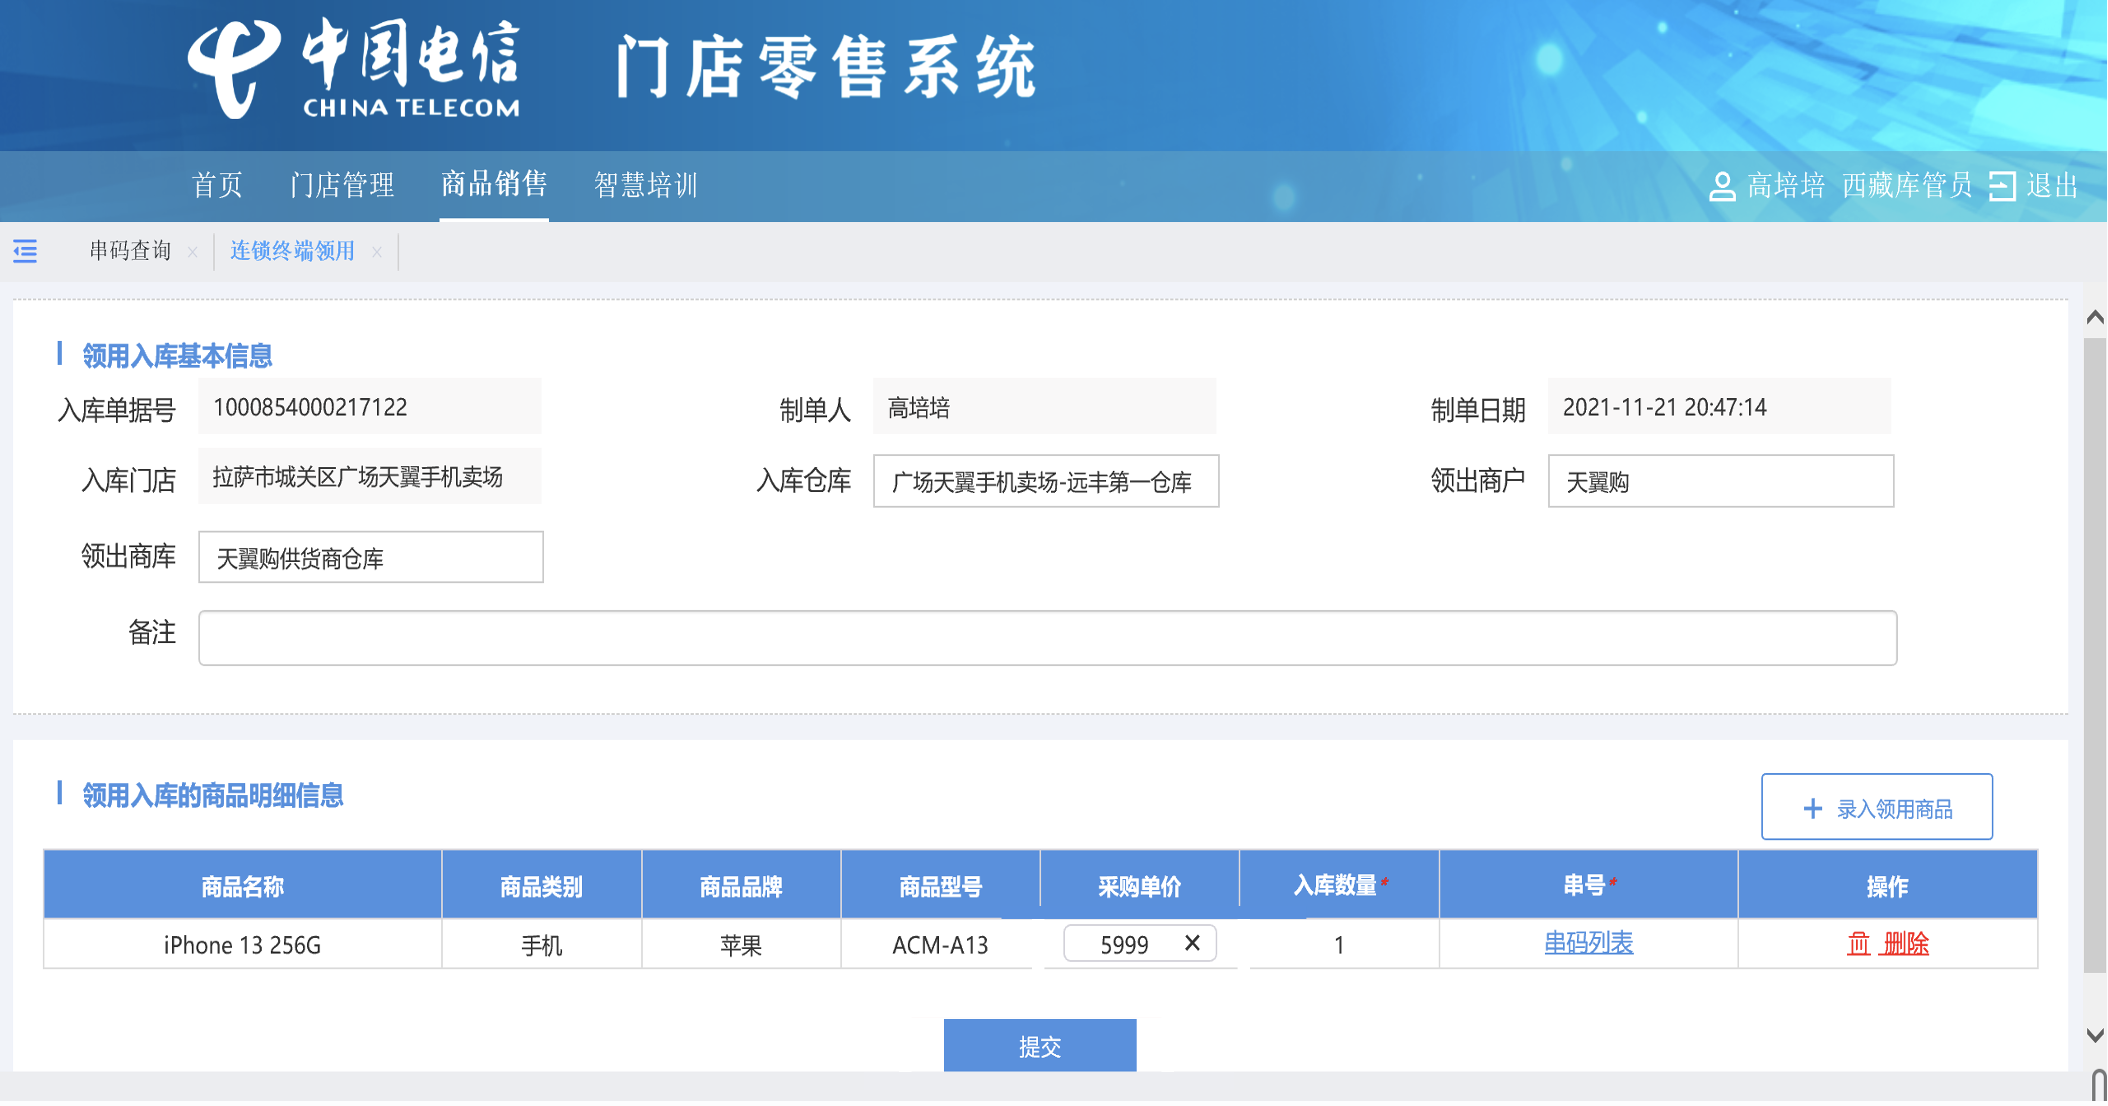 中国电信
CHINA TELECOM
门店零售系统
首页 门店管理 商品销售 智慧培训 高培培 西藏库管员 退出
串码查询 × 连锁终端领用 ×
领用入库基本信息
入库单据号 1000854000217122 制单人 高培培 制单日期 2021-11-21 20:47:14
入库门店 拉萨市城关区广场天翼手机卖场 入库仓库 广场天翼手机卖场-远丰第一仓库 领出商户 天翼购
领出商库 天翼购供货商仓库
备注
领用入库的商品明细信息
+ 录入领用商品
商品名称 商品类别 商品品牌 商品型号 采购单价 入库数量* 串号* 操作
iPhone 13 256G 手机 苹果 ACM-A13 5999 × 1 串码列表 删除
提交